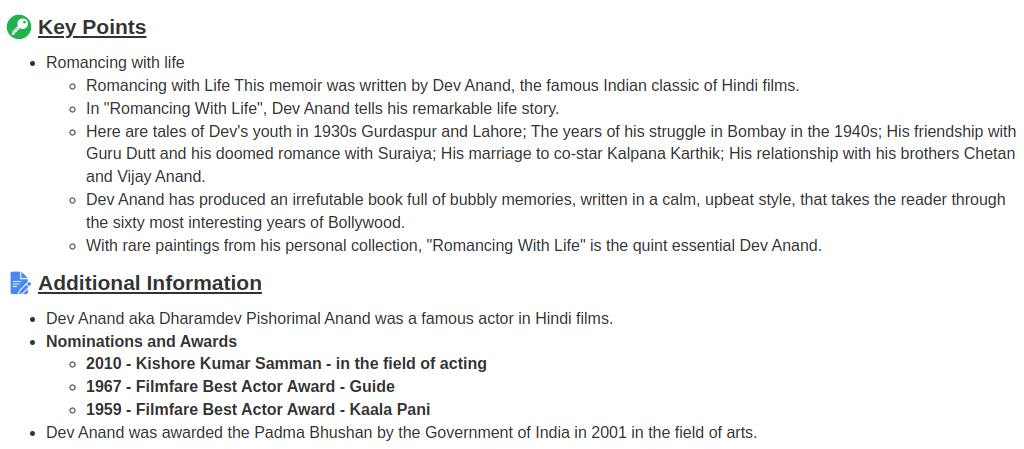 Key Points
Romancing with life
Romancing with Life This memoir was written by Dev Anand, the famous Indian classic of Hindi films.
In "Romancing With Life", Dev Anand tells his remarkable life story.
Here are tales of Dev's youth in 1930s Gurdaspur and Lahore; The years of his struggle in Bombay in the 1940s; His friendship with
Guru Dutt and his doomed romance with Suraiya; His marriage to co-star Kalpana Karthik; His relationship with his brothers Chetan
and Vijay Anand.
Dev Anand has produced an irrefutable book full of bubbly memories, written in a calm, upbeat style, that takes the reader through
the sixty most interesting years of Bollywood.
With rare paintings from his personal collection, "Romancing With Life" is the quint essential Dev Anand.
Additional Information
Dev Anand aka Dharamdev Pishorimal Anand was a famous actor in Hindi films.
Nominations and Awards
2010 - Kishore Kumar Samman - in the field of acting
1967 - Filmfare Best Actor Award - Guide
1959 - Filmfare Best Actor Award - Kaala Pani
Dev Anand was awarded the Padma Bhushan by the Government of India in 2001 in the field of arts.